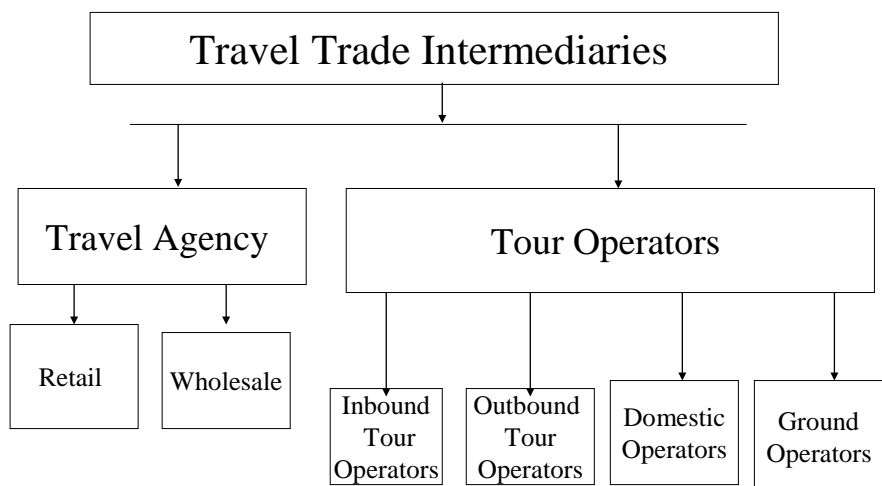 Travel Trade Intermediaries
Travel Agency
Tour Operators
Retail
Wholesale
Inbound
Tour
Operators
Outbound
Tour
Operators
Domestic
Operators
Ground
Operators